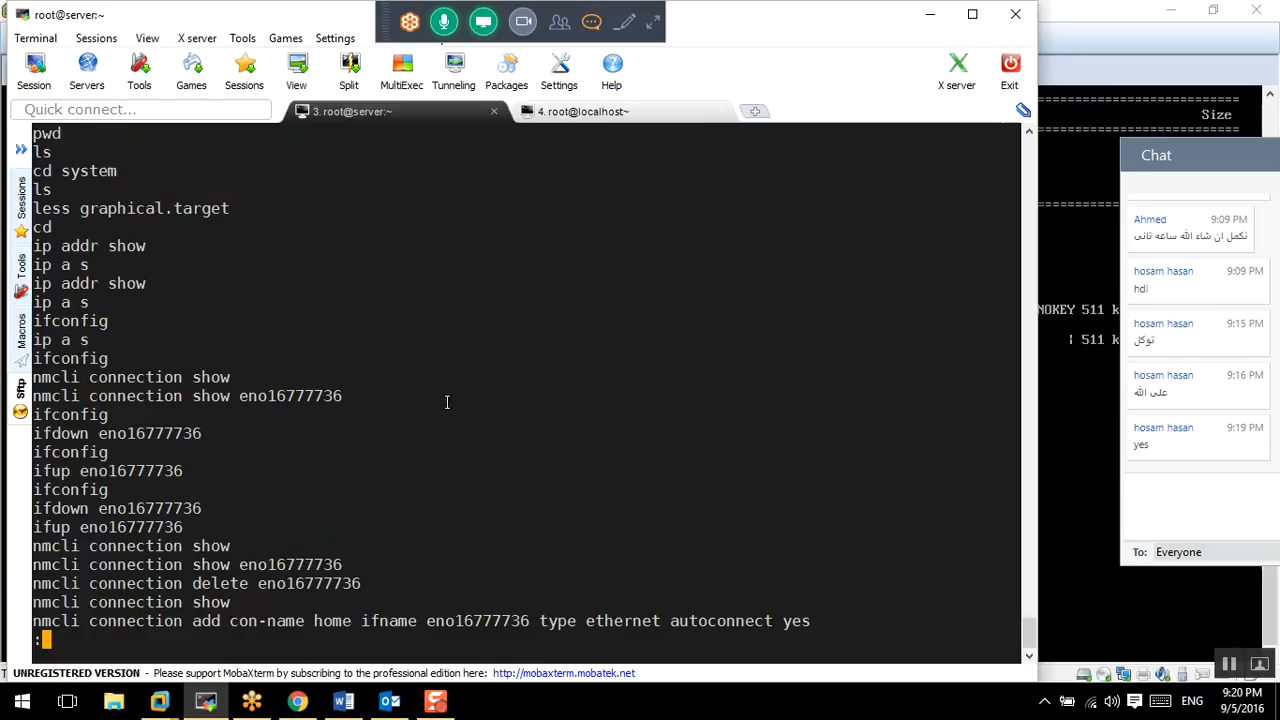 root@server:~
Terminal Sessions View X server Tools Games Settings
Session Servers Tools Games Sessions View Split MultiExec Tunneling Packages Settings Help X server Exit
Quick connect...
3. root@server:~
4. root@localhost~
Sessions
Tools
Macros
Sftp
pwd
ls
cd system
ls
less graphical.target
cd
ip addr show
ip a s
ip addr show
ip a s
ifconfig
ip a s
ifconfig
nmcli connection show
nmcli connection show eno16777736
ifconfig
ifdown eno16777736
ifconfig
ifup eno16777736
ifconfig
ifdown eno16777736
ifup eno16777736
nmcli connection show
nmcli connection show eno16777736
nmcli connection delete eno16777736
nmcli connection show
nmcli connection add con-name home ifname eno16777736 type ethernet autoconnect yes
:
UNREGISTERED VERSION - Please support MobaXterm by subscribing to the professional edition here: http://mobaxterm.mobatek.net
Size
NOKEY 511 k
| 511 k
Chat
Ahmed 9:09 PM
نكمل ان شاء الله ساعه ثانى
hosam hasan 9:09 PM
hdi
hosam hasan 9:15 PM
توكل
hosam hasan 9:16 PM
على الله
hosam hasan 9:19 PM
yes
To: Everyone
ENG
9:20 PM
9/5/2016